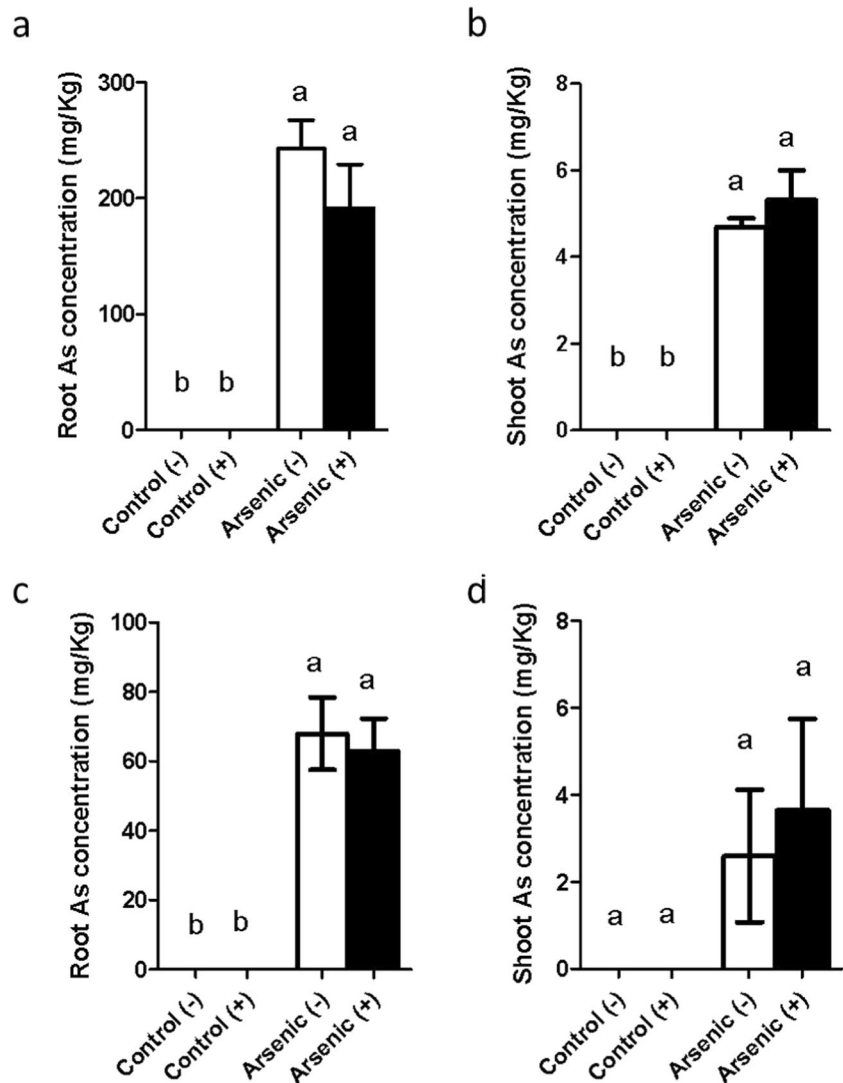 a
Root As concentration (mg/Kg)
300
200
100
0
a
a
b
b
Control (-)
Control (+)
Arsenic (-)
Arsenic (+)
b
Shoot As concentration (mg/Kg)
8
6
4
2
0
a
a
b
b
Control (-)
Control (+)
Arsenic (-)
Arsenic (+)
c
Root As concentration (mg/Kg)
100
80
60
40
20
0
a
a
b
b
Control (-)
Control (+)
Arsenic (-)
Arsenic (+)
d
Shoot As concentration (mg/Kg)
8
6
4
2
0
a
a
a
a
Control (-)
Control (+)
Arsenic (-)
Arsenic (+)